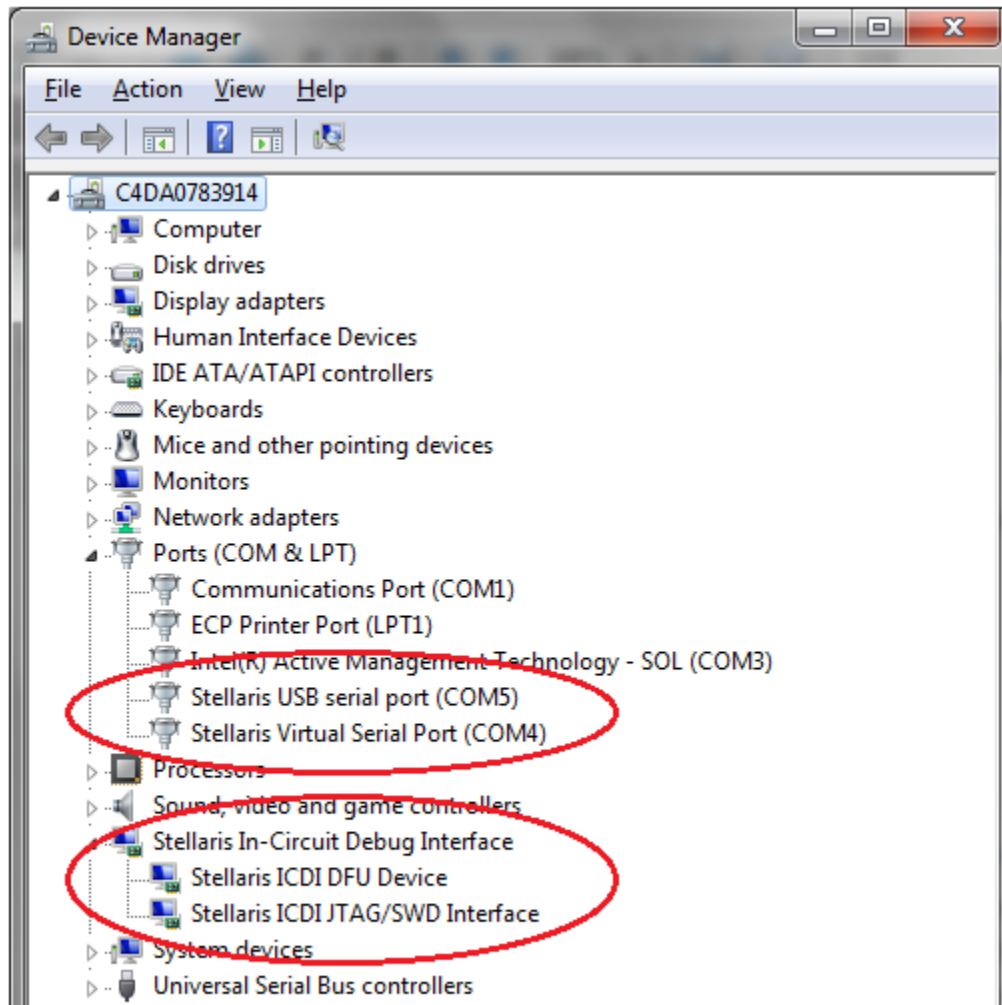 Device Manager
File Action View Help
C4DA0783914
Computer
Disk drives
Display adapters
Human Interface Devices
IDE ATA/ATAPI controllers
Keyboards
Mice and other pointing devices
Monitors
Network adapters
Ports (COM & LPT)
Communications Port (COM1)
ECP Printer Port (LPT1)
Intel(R) Active Management Technology - SOL (COM3)
Stellaris USB serial port (COM5)
Stellaris Virtual Serial Port (COM4)
Processors
Sound, video and game controllers
Stellaris In-Circuit Debug Interface
Stellaris ICDI DFU Device
Stellaris ICDI JTAG/SWD Interface
System devices
Universal Serial Bus controllers